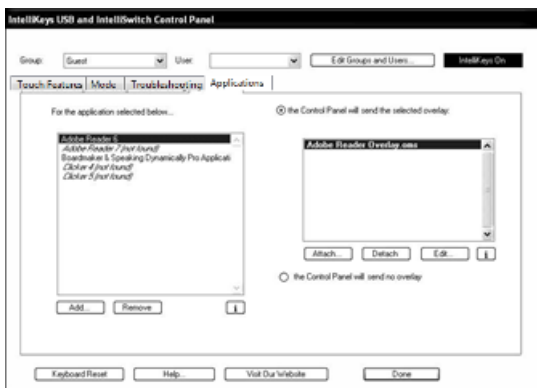 IntelliKeys USB and IntelliSwitch Control Panel
Group: Guest User: Edit Groups and Users... IntelliKeys On
Touch Features Mode Troubleshooting Applications
For the application selected below...
the Control Panel will send the selected overlay:
Adobe Reader 6
Adobe Reader 7 (not found)
Boardmaker & Speaking Dynamically Pro Applicati
Clicker 4 (not found)
Clicker 5 (not found)
Adobe Reader Overlay.oms
Attach... Detach Edit... i
the Control Panel will send no overlay
Add... Remove i
Keyboard Reset Help... Visit Our Website Done